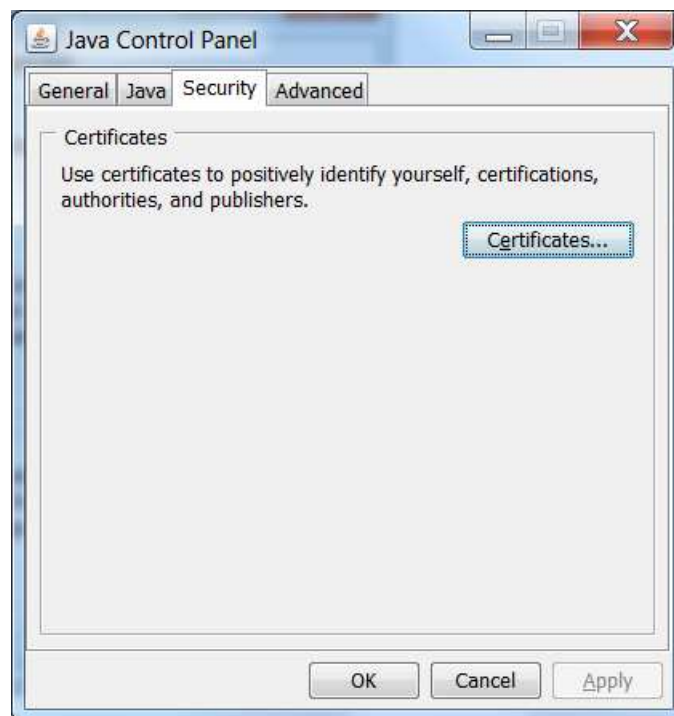 Java Control Panel
General Java Security Advanced
Certificates
Use certificates to positively identify yourself, certifications,
authorities, and publishers.
Certificates...
OK Cancel Apply